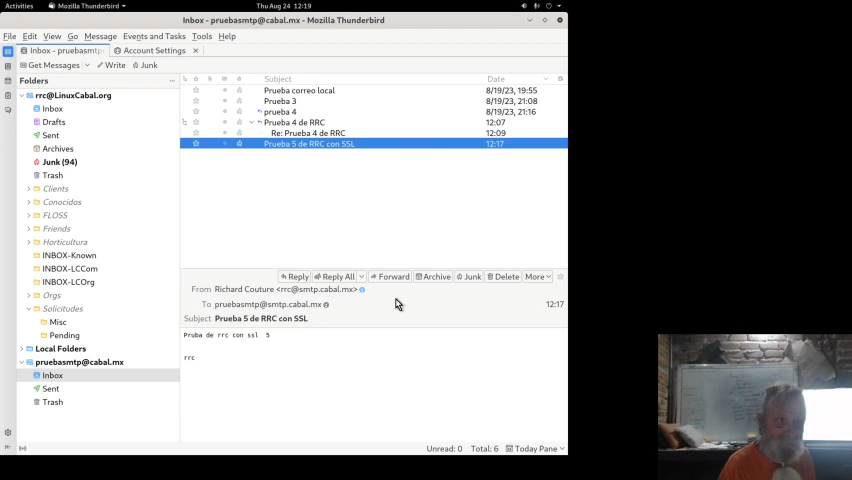 Activities Mozilla Thunderbird Thu Aug 24 12:19
Inbox - pruebasmtp@cabal.mx - Mozilla Thunderbird
File Edit View Go Message Events and Tasks Tools Help
Inbox - pruebasmtp Account Settings
Get Messages Write Junk
Folders
rrc@LinuxCabal.org
Inbox
Drafts
Sent
Archives
Junk (94)
Trash
Clients
Conocidos
FLOSS
Friends
Horticultura
INBOX-Known
INBOX-LCCom
INBOX-LCOrg
Orgs
Solicitudes
Misc
Pending
Local Folders
pruebasmtp@cabal.mx
Inbox
Sent
Trash
Subject Date
Prueba correo local 8/19/23, 19:55
Prueba 3 8/19/23, 21:08
prueba 4 8/19/23, 21:16
Prueba 4 de RRC 12:07
Re: Prueba 4 de RRC 12:09
Prueba 5 de RRC con SSL 12:17
Reply Reply All Forward Archive Junk Delete More
From Richard Couture <rrc@smtp.cabal.mx>
To pruebasmtp@smtp.cabal.mx 12:17
Subject Prueba 5 de RRC con SSL
Pruba de rrc con ssl 5
rrc
Unread: 0 Total: 6 Today Pane